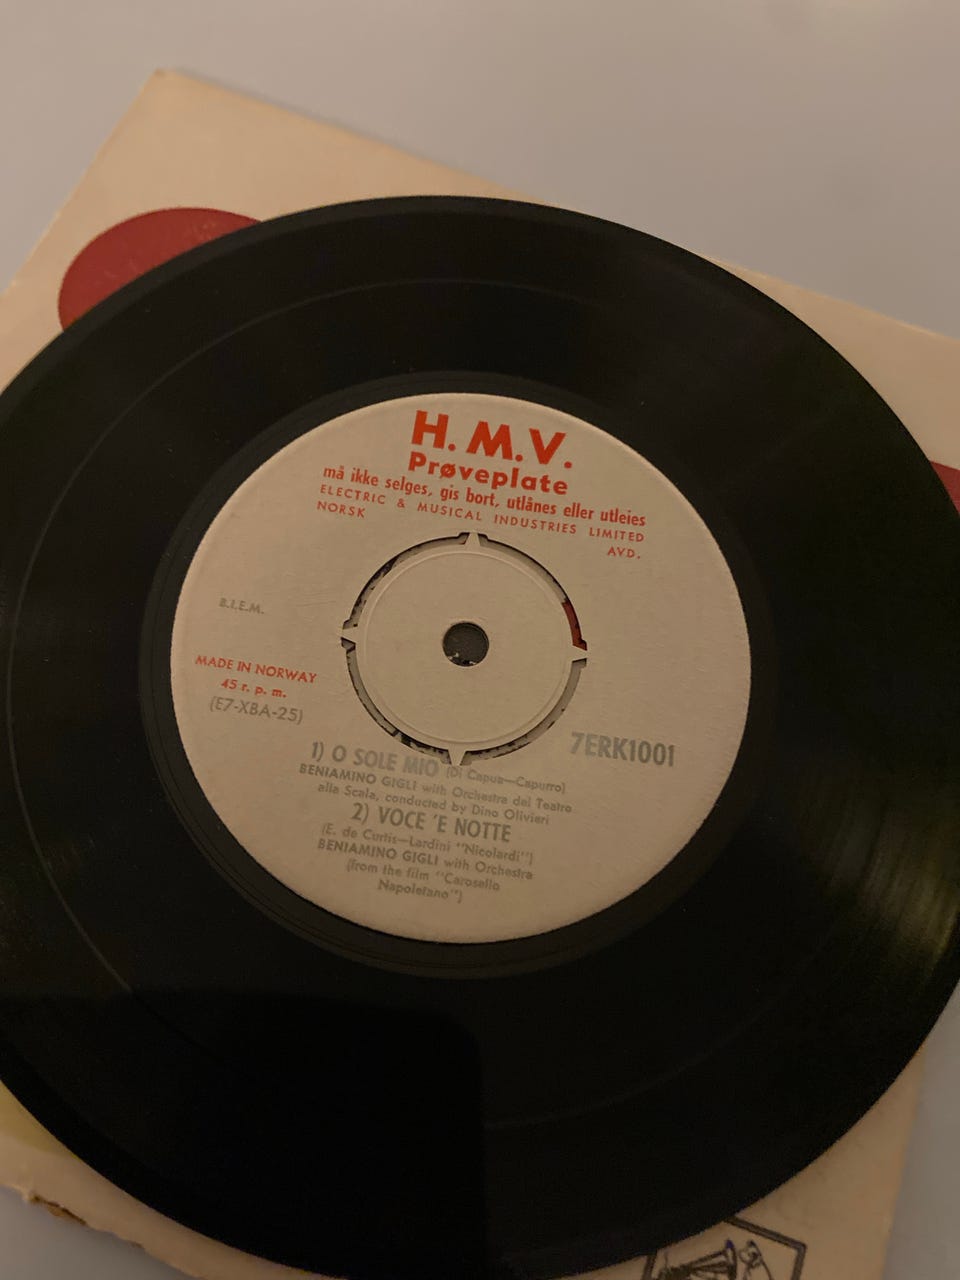 H. M. V.
Prøveplate
må ikke selges, gis bort, utlånes eller utleies
ELECTRIC & MUSICAL INDUSTRIES LIMITED
NORSK AVD.
B.I.E.M.
MADE IN NORWAY
45 r. p. m.
(E7-XBA-25)
7ERK1001
1) O SOLE MIO (Di Capua—Capurro)
BENIAMINO GIGLI with Orchestra del Teatro
alla Scala, conducted by Dino Olivieri
2) VOCE 'E NOTTE
(E. de Curtis—Lardini "Nicolardi")
BENIAMINO GIGLI with Orchestra
(from the film "Carosello
Napoletano")